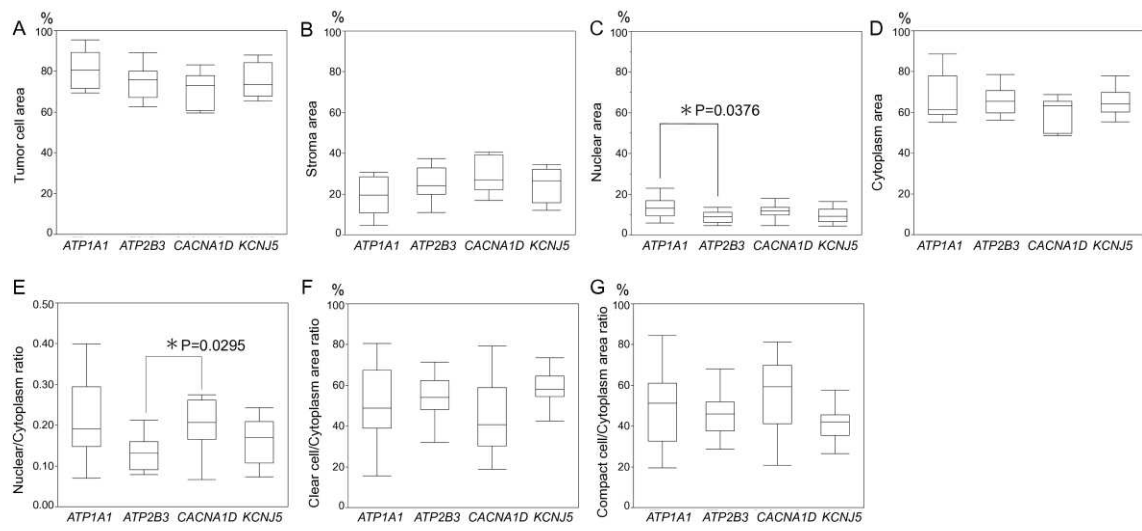 A
%
Tumor cell area
100
80
60
40
20
0
ATP1A1 ATP2B3 CACNA1D KCNJ5
B
%
Stroma area
100
80
60
40
20
0
ATP1A1 ATP2B3 CACNA1D KCNJ5
C
%
Nuclear area
100
80
60
40
20
0
* P=0.0376
ATP1A1 ATP2B3 CACNA1D KCNJ5
D
%
Cytoplasm area
100
80
60
40
20
0
ATP1A1 ATP2B3 CACNA1D KCNJ5
E
Nuclear/Cytoplasm ratio
0.50
0.40
0.30
0.20
0.10
0.00
* P=0.0295
ATP1A1 ATP2B3 CACNA1D KCNJ5
F
%
Clear cell/Cytoplasm area ratio
100
80
60
40
20
0
ATP1A1 ATP2B3 CACNA1D KCNJ5
G
%
Compact cell/Cytoplasm area ratio
100
80
60
40
20
0
ATP1A1 ATP2B3 CACNA1D KCNJ5